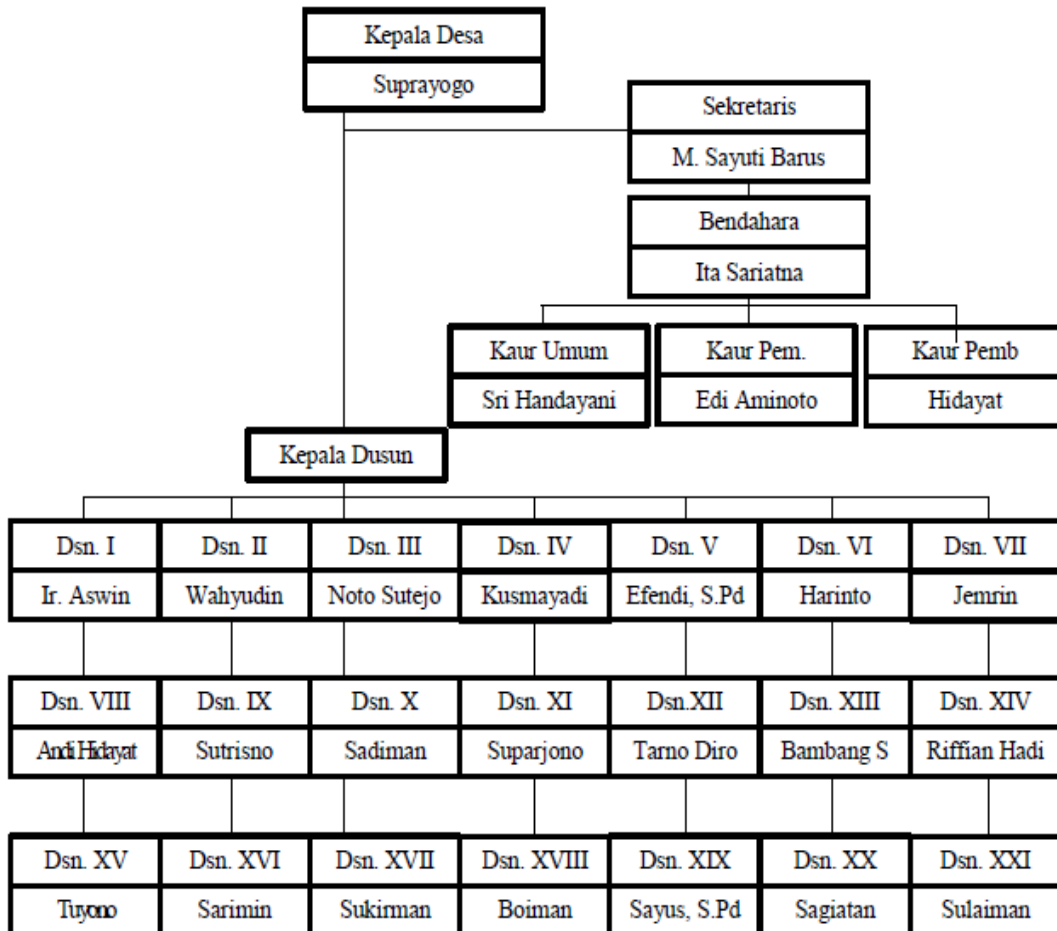 Kepala Desa
Suprayogo
Sekretaris
M. Sayuti Barus
Bendahara
Ita Sariatna
Kaur Umum
Kaur Pem.
Kaur Pemb
Sri Handayani
Edi Aminoto
Hidayat
Kepala Dusun
Dsn. I
Dsn. II
Dsn. III
Dsn. IV
Dsn. V
Dsn. VI
Dsn. VII
Ir. Aswin
Wahyudin
Noto Sutejo
Kusmayadi
Efendi, S.Pd
Harinto
Jemrin
Dsn. VIII
Dsn. IX
Dsn. X
Dsn. XI
Dsn.XII
Dsn. XIII
Dsn. XIV
Andi Hidayat
Sutrisno
Sadiman
Suparjono
Tarno Diro
Bambang S
Riffian Hadi
Dsn. XV
Dsn. XVI
Dsn. XVII
Dsn. XVIII
Dsn. XIX
Dsn. XX
Dsn. XXI
Tuyono
Sarimin
Sukirman
Boiman
Sayus, S.Pd
Sagiatan
Sulaiman